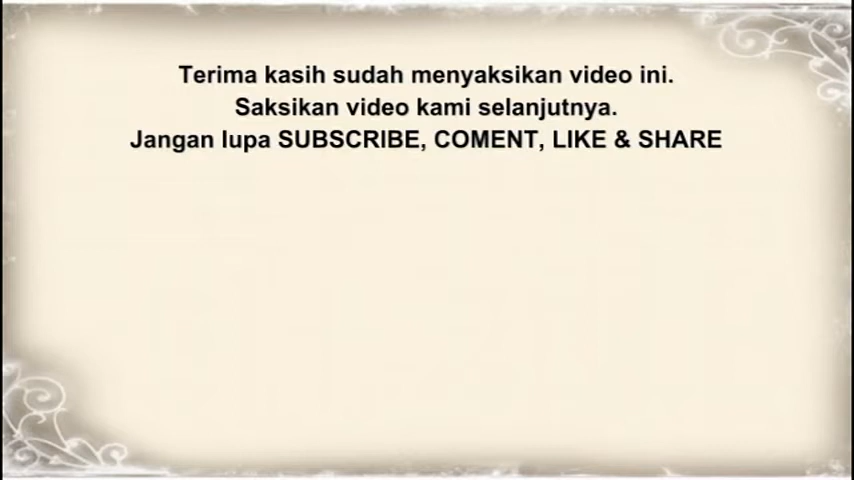 Terima kasih sudah menyaksikan video ini.
Saksikan video kami selanjutnya.
Jangan lupa SUBSCRIBE, COMENT, LIKE & SHARE